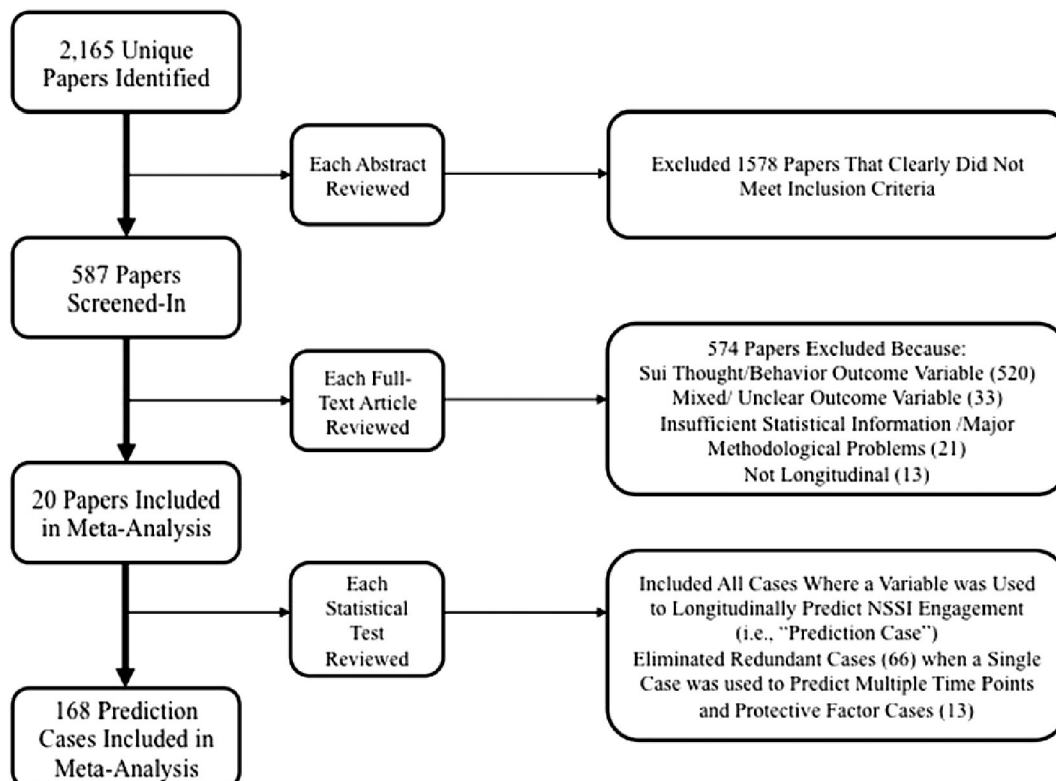 2,165 Unique
Papers Identified
Each Abstract
Reviewed
Excluded 1578 Papers That Clearly Did Not
Meet Inclusion Criteria
587 Papers
Screened-In
Each Full-
Text Article
Reviewed
574 Papers Excluded Because:
Sui Thought/Behavior Outcome Variable (520)
Mixed/ Unclear Outcome Variable (33)
Insufficient Statistical Information /Major
Methodological Problems (21)
Not Longitudinal (13)
20 Papers Included
in Meta-Analysis
Each
Statistical
Test
Reviewed
Included All Cases Where a Variable was Used
to Longitudinally Predict NSSI Engagement
(i.e., “Prediction Case”)
Eliminated Redundant Cases (66) when a Single
Case was used to Predict Multiple Time Points
and Protective Factor Cases (13)
168 Prediction
Cases Included in
Meta-Analysis